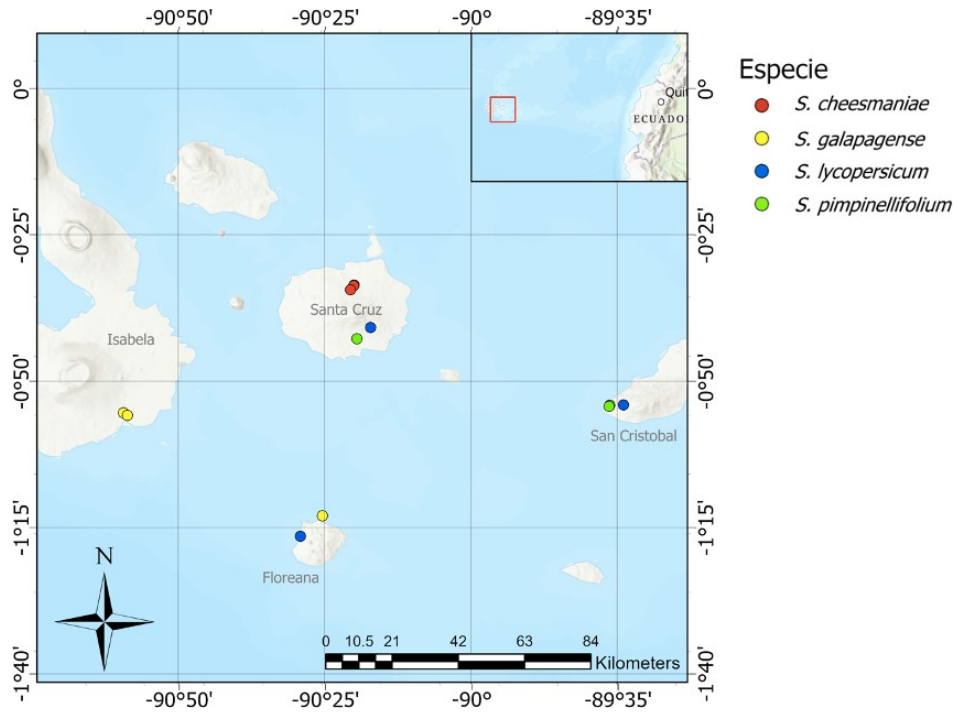 -90°50' -90°25' -90° -89°35'
Especie
S. cheesmaniae
S. galapagense
S. lycopersicum
S. pimpinellifolium
Quit
ECUADO
0°
-0°25'
-0°50'
-1°15'
-1°40'
0°
-0°25'
-0°50'
-1°15'
-1°40'
Santa Cruz
Isabela
San Cristobal
Floreana
N
0 10.5 21 42 63 84
Kilometers
-90°50' -90°25' -90° -89°35'